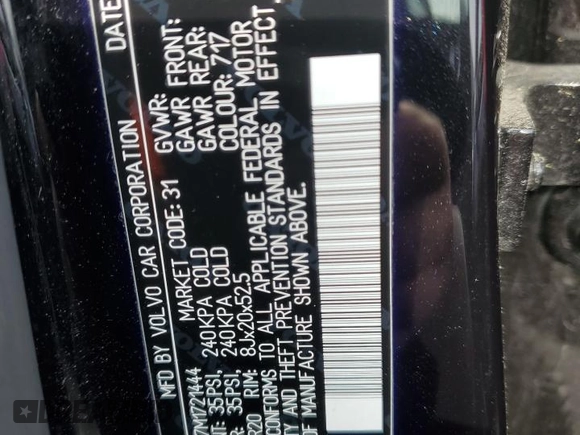 DATE
MFD BY VOLVO CAR CORPORATION
GVWR:
MARKET CODE: 31 GAWR FRONT:
GAWR REAR:
7M1721444 COLOUR: 717
35PSI, 240KPA COLD
35PSI, 240KPA COLD
R20 RIM: 8Jx20x52.5
CONFORMS TO ALL APPLICABLE FEDERAL MOTOR
AND THEFT PREVENTION STANDARDS IN EFFECT
OF MANUFACTURE SHOWN ABOVE.